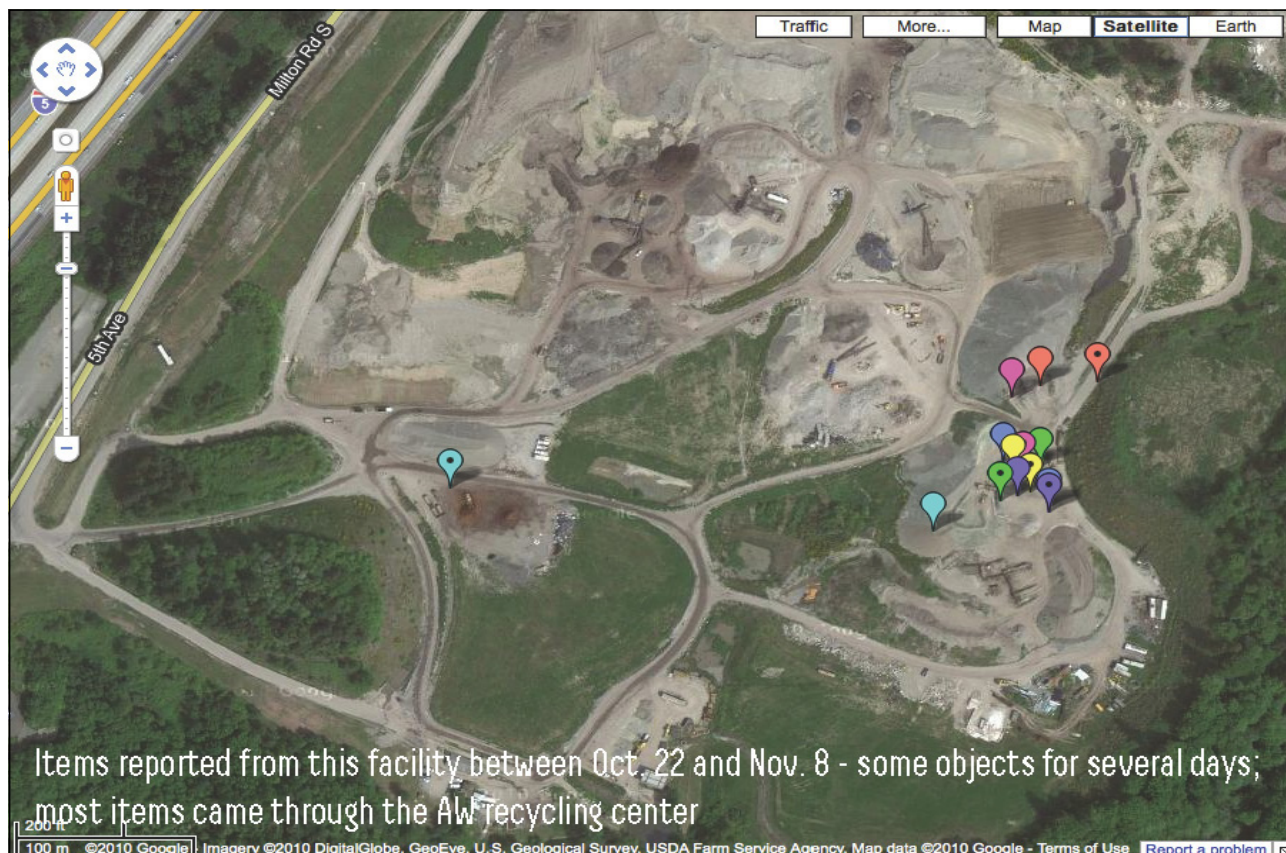 Traffic
More...
Map
Satellite
Earth
5
Milton Rd S
5th Ave
Items reported from this facility between Oct. 22 and Nov. 8 - some objects for several days;
most items came through the AW recycling center
200 ft
100 m
©2010 Google - Imagery ©2010 DigitalGlobe, GeoEye, U.S. Geological Survey, USDA Farm Service Agency, Map data ©2010 Google - Terms of Use
Report a problem